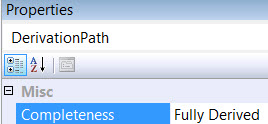 Properties
DerivationPath
A Z
Misc
Completeness Fully Derived